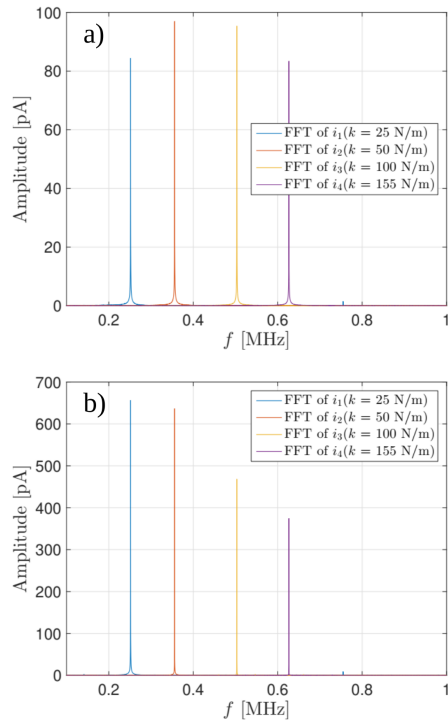 a)
100
80
60
40
20
0
Amplitude [pA]
FFT of i₁(k = 25 N/m)
FFT of i₂(k = 50 N/m)
FFT of i₃(k = 100 N/m)
FFT of i₄(k = 155 N/m)
0.2 0.4 0.6 0.8 1
f [MHz]
b)
700
600
500
400
300
200
100
0
Amplitude [pA]
FFT of i₁(k = 25 N/m)
FFT of i₂(k = 50 N/m)
FFT of i₃(k = 100 N/m)
FFT of i₄(k = 155 N/m)
0.2 0.4 0.6 0.8 1
f [MHz]